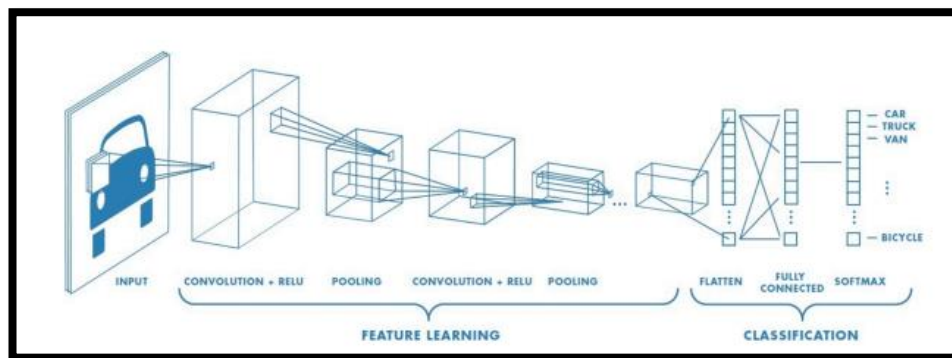 CAR
TRUCK
VAN
BICYCLE
INPUT
CONVOLUTION + RELU
POOLING
CONVOLUTION + RELU
POOLING
FLATTEN
FULLY
CONNECTED
SOFTMAX
FEATURE LEARNING
CLASSIFICATION